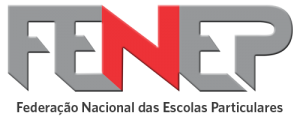 FENEP
Federação Nacional das Escolas Particulares